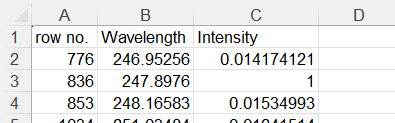 A B C D
1 row no. Wavelength Intensity
2 776 246.95256 0.014174121
3 836 247.8976 1
4 853 248.16583 0.01534993